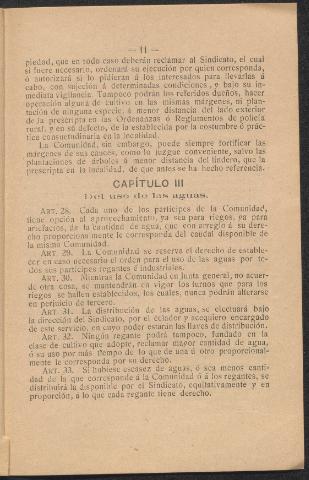 — 11 —
piedad, que en todo caso deberán reclamar al Sindicato, el cual
si fuere necesario, ordenará su ejecución por quien corresponda,
ó autorizará si lo pidieran á los interesados para llevarlas á
cabo, con sujeción á determinadas condiciones, y bajo su in-
mediata vigilancia. Tampoco podrán los referidos dueños, hacer
operación alguna de cultivo en las mismas márgenes, ni plan-
tación de ninguna especie, á menor distancia del lado exterior
de la prescripta en las Ordenanzas ó Reglamentos de policía
rural, y en su defecto, de la establecida por la costumbre ó prác-
tica consuetudinaria en la localidad.
La Comunidad, sin embargo, puede siempre fortificar las
márgenes de sus cauces, como lo juzgue conveniente, salvo las
plantaciones de árboles á menor distancia del lindero, que la
prescripta en la localidad, de que antes se ha hecho referencia.
CAPÍTULO III
Del uso de las aguas.
ART. 28. Cada uno de los partícipes de la Comunidad,
tiene opción al aprovechamiento, ya sea para riegos, ya para
artefactos, de la cantidad de agua, que con arreglo á su dere-
cho proporcionalmente le corresponda del caudal disponible de
la misma Comunidad.
ART. 29. La Comunidad se reserva el derecho de estable-
cer en caso necesario el orden para el uso de las aguas por to-
dos sus partícipes regantes é industriales.
ART. 30. Mientras la Comunidad en junta general, no acuer-
de otra cosa, se mantendrán en vigor los turnos que para los
riegos se hallen establecidos, los cuales, nunca podrán alterarse
en perjuicio de tercero.
ART. 31. La distribución de las aguas, se efectuará bajo
la dirección de Sindicato, por el celador y acequiero encargado
de este servicio, en cuyo poder estarán las llaves de distribución.
ART. 32. Ningún regante podrá tampoco, fundado en la
clase de cultivo que adopte, reclamar mayor cantidad de agua,
ó su uso por más tiempo de lo que de una ú otro proporcional-
mente le corresponda por su derecho.
ART. 33. Si hubiese escasez de aguas, ó sea menos canti-
dad de la que corresponde á la Comunidad ó á los regantes, se
distribuirá la disponible por el Sindicato, equitativamente y en
proporción, á lo que cada regante tiene derecho.